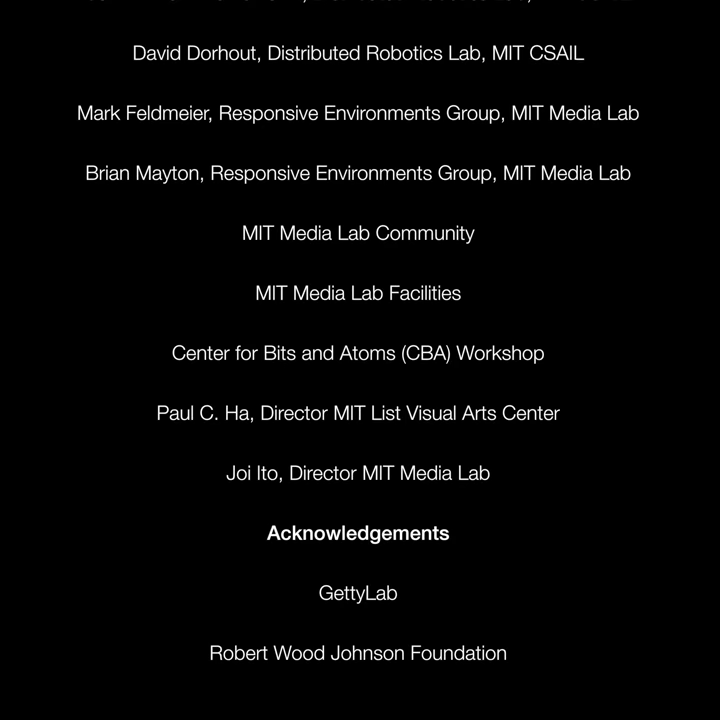 David Dorhout, Distributed Robotics Lab, MIT CSAIL
Mark Feldmeier, Responsive Environments Group, MIT Media Lab
Brian Mayton, Responsive Environments Group, MIT Media Lab
MIT Media Lab Community
MIT Media Lab Facilities
Center for Bits and Atoms (CBA) Workshop
Paul C. Ha, Director MIT List Visual Arts Center
Joi Ito, Director MIT Media Lab
Acknowledgements
GettyLab
Robert Wood Johnson Foundation